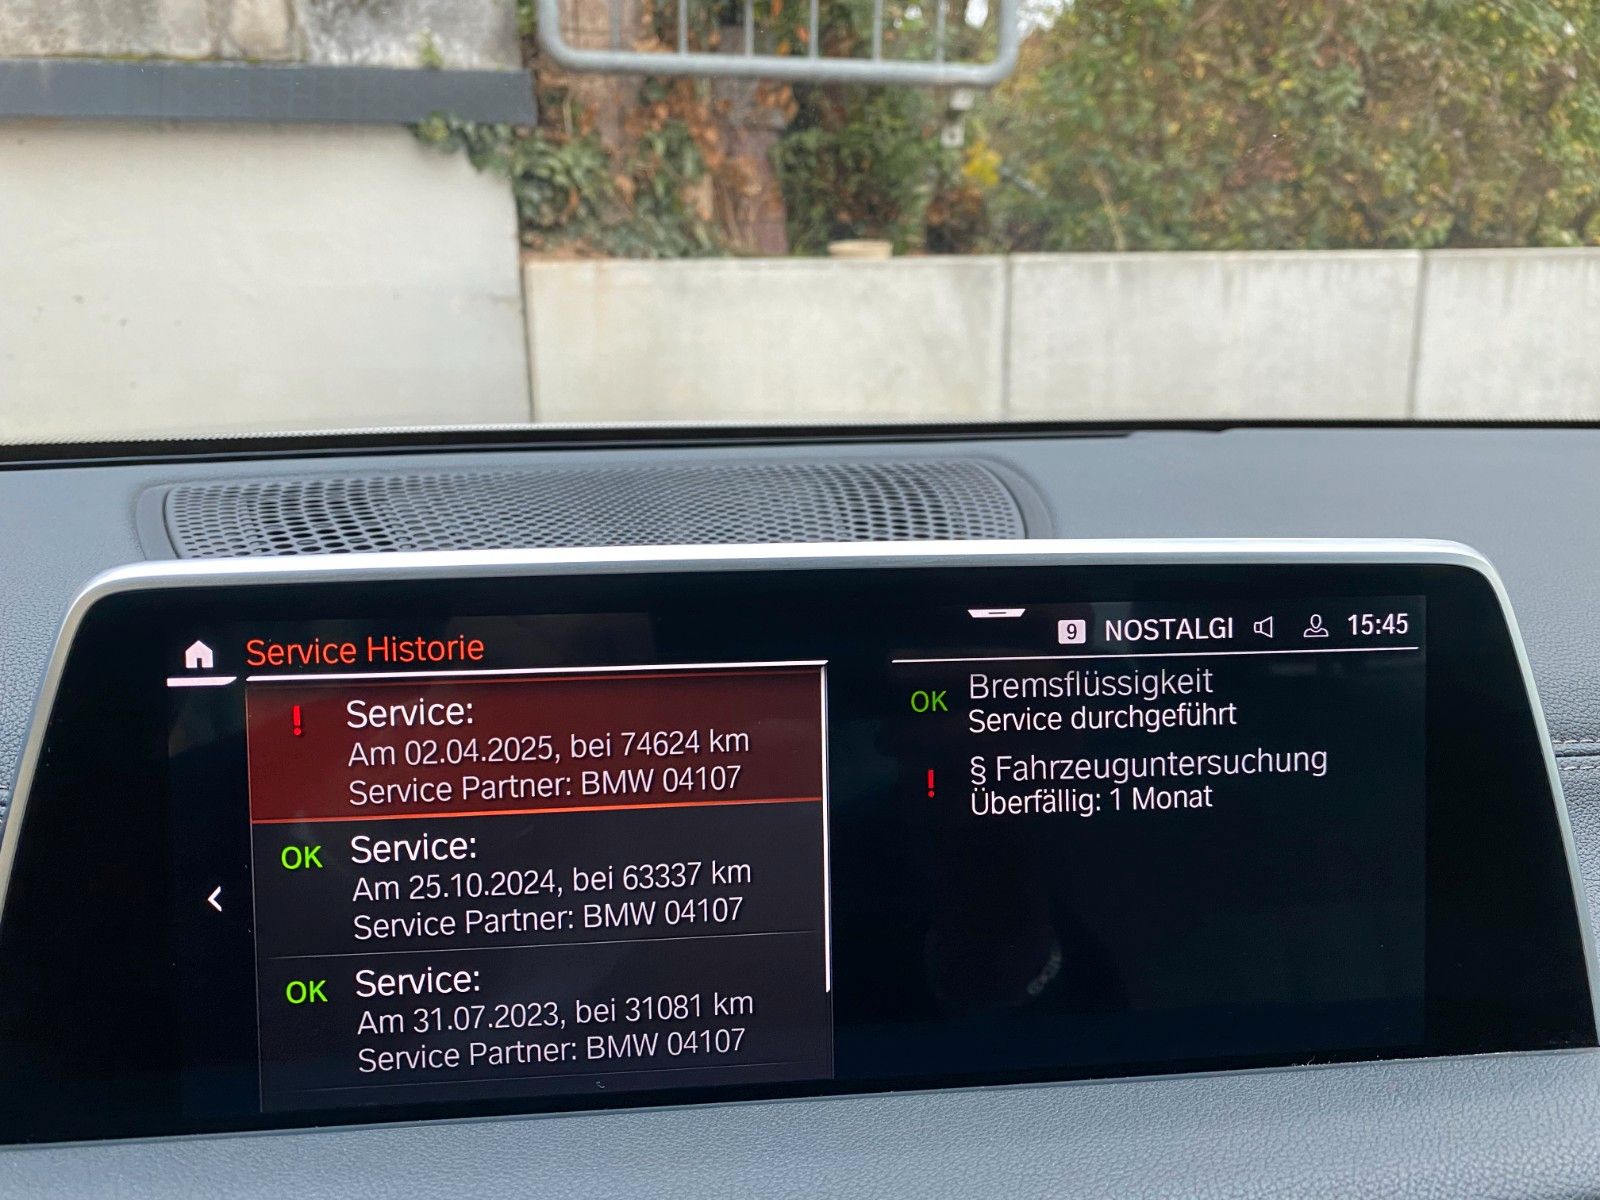 Service Historie
9 NOSTALGI 15:45
! Service:
Am 02.04.2025, bei 74624 km
Service Partner: BMW 04107
OK Service:
Am 25.10.2024, bei 63337 km
Service Partner: BMW 04107
OK Service:
Am 31.07.2023, bei 31081 km
Service Partner: BMW 04107
OK Bremsflüssigkeit
Service durchgeführt
! § Fahrzeuguntersuchung
Überfällig: 1 Monat